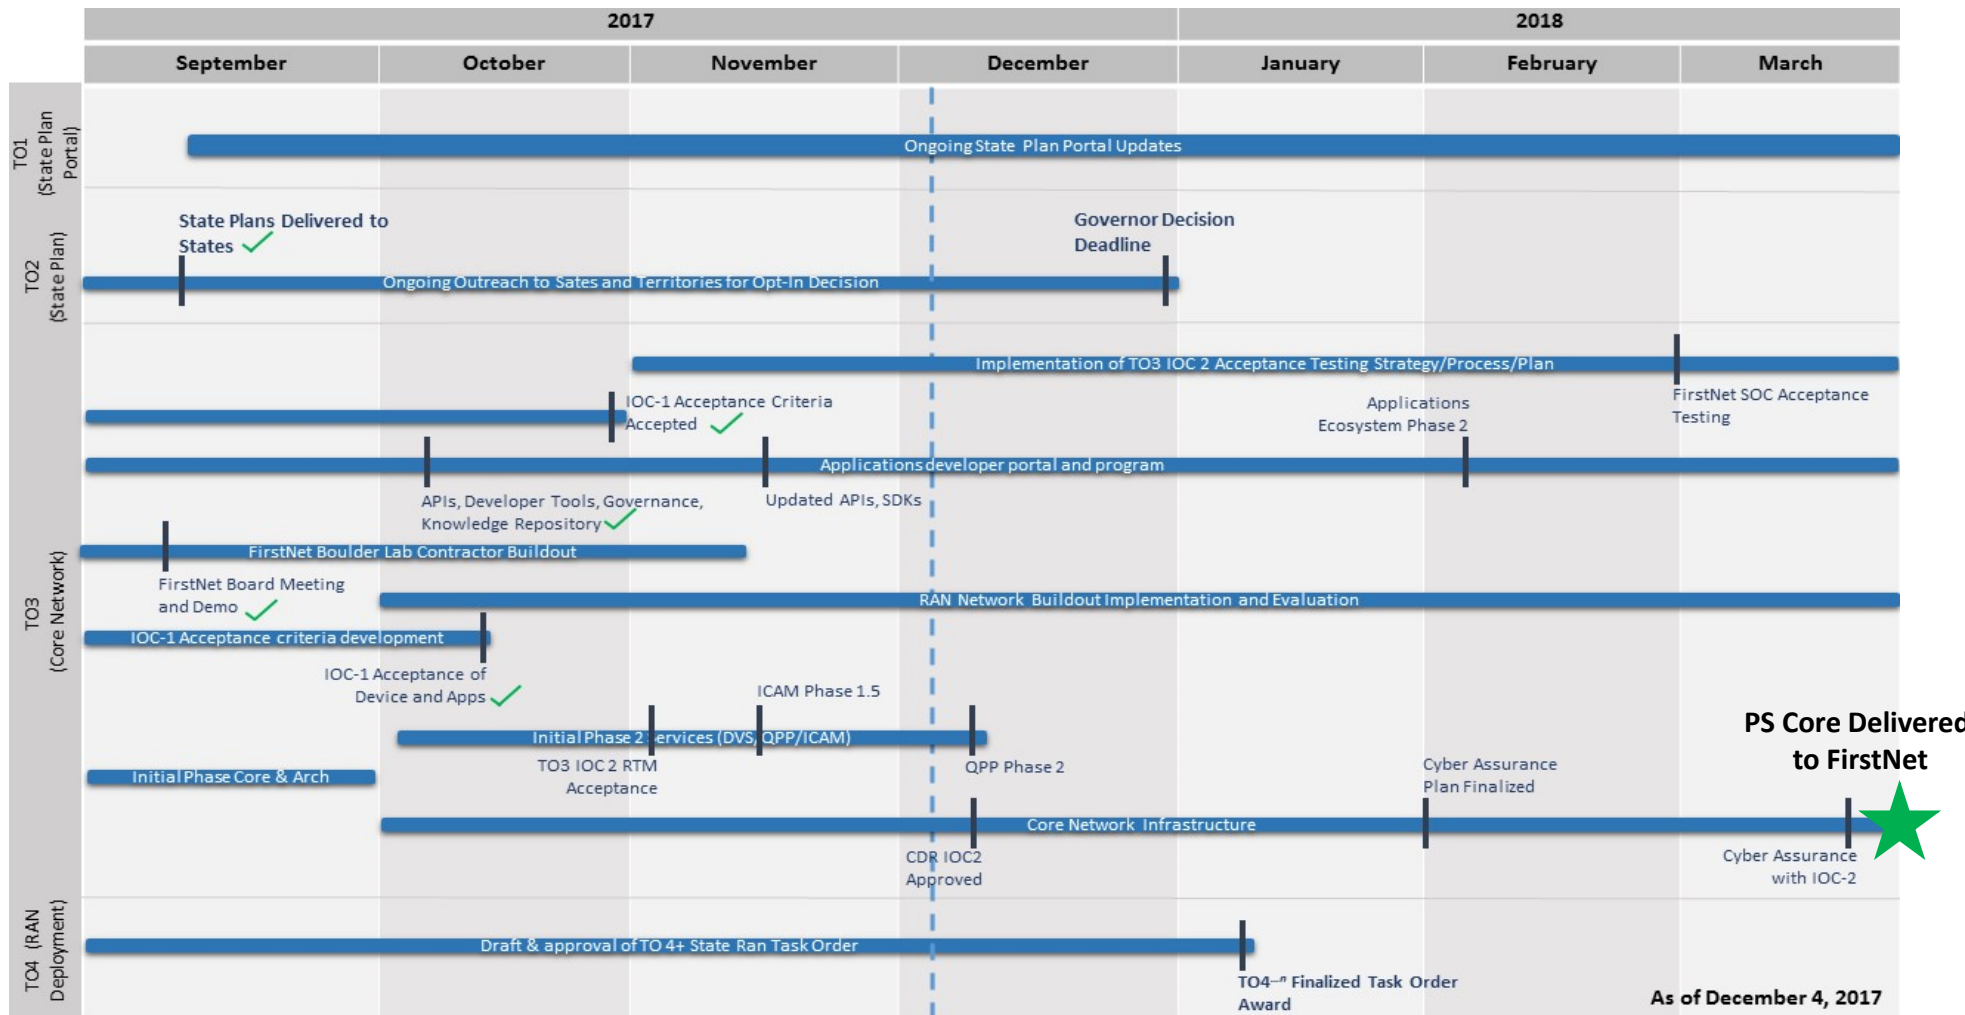 2017
2018
September
October
November
December
January
February
March
TO1
(State Plan
Portal)
Ongoing State Plan Portal Updates
TO2
(State Plan)
State Plans Delivered to
States
Governor Decision
Deadline
Ongoing Outreach to Sates and Territories for Opt-In Decision
TO3
(Core Network)
Implementation of TO3 IOC 2 Acceptance Testing Strategy/Process/Plan
FirstNet SOC Acceptance
Testing
IOC-1 Acceptance Criteria
Accepted
Applications
Ecosystem Phase 2
Applications developer portal and program
APIs, Developer Tools, Governance,
Knowledge Repository
Updated APIs, SDKs
FirstNet Boulder Lab Contractor Buildout
FirstNet Board Meeting
and Demo
RAN Network Buildout Implementation and Evaluation
IOC-1 Acceptance criteria development
IOC-1 Acceptance of
Device and Apps
ICAM Phase 1.5
Initial Phase 2 Services (DVS/QPP/ICAM)
TO3 IOC 2 RTM
Acceptance
QPP Phase 2
Initial Phase Core & Arch
Cyber Assurance
Plan Finalized
PS Core Delivered
to FirstNet
Core Network Infrastructure
CDR IOC2
Approved
Cyber Assurance
with IOC-2
TO4 (RAN
Deployment)
Draft & approval of TO 4+ State Ran Task Order
TO4–ⁿ Finalized Task Order
Award
As of December 4, 2017